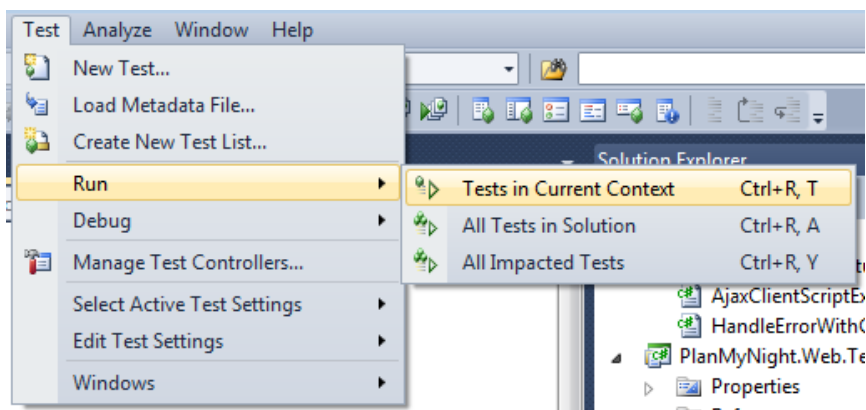 Test Analyze Window Help
New Test...
Load Metadata File...
Create New Test List...
Solution Explorer
Run
Tests in Current Context Ctrl+R, T
Debug
All Tests in Solution Ctrl+R, A
Manage Test Controllers...
All Impacted Tests Ctrl+R, Y
Select Active Test Settings
AjaxClientScriptEx
Edit Test Settings
HandleErrorWith
PlanMyNight.Web.Te
Windows
Properties